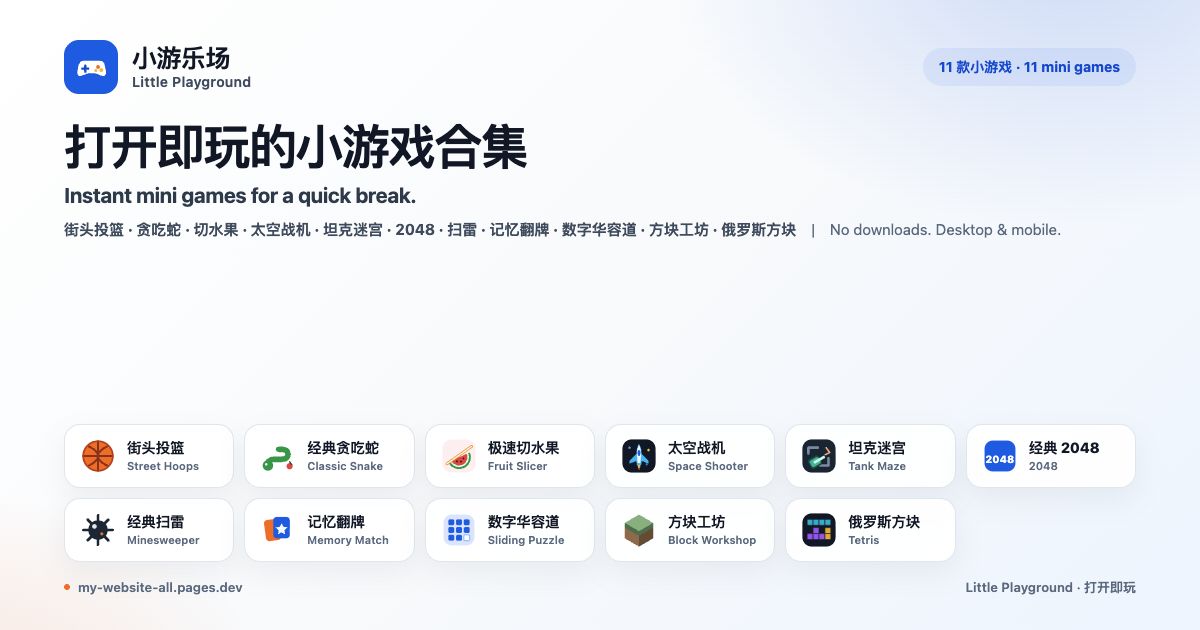 小游乐场
Little Playground
11 款小游戏 · 11 mini games
打开即玩的小游戏合集
Instant mini games for a quick break.
街头投篮 · 贪吃蛇 · 切水果 · 太空战机 · 坦克迷宫 · 2048 · 扫雷 · 记忆翻牌 · 数字华容道 · 方块工坊 · 俄罗斯方块 | No downloads. Desktop & mobile.
街头投篮
Street Hoops
经典贪吃蛇
Classic Snake
极速切水果
Fruit Slicer
太空战机
Space Shooter
坦克迷宫
Tank Maze
2048
经典 2048
2048
经典扫雷
Minesweeper
记忆翻牌
Memory Match
数字华容道
Sliding Puzzle
方块工坊
Block Workshop
俄罗斯方块
Tetris
my-website-all.pages.dev
Little Playground · 打开即玩